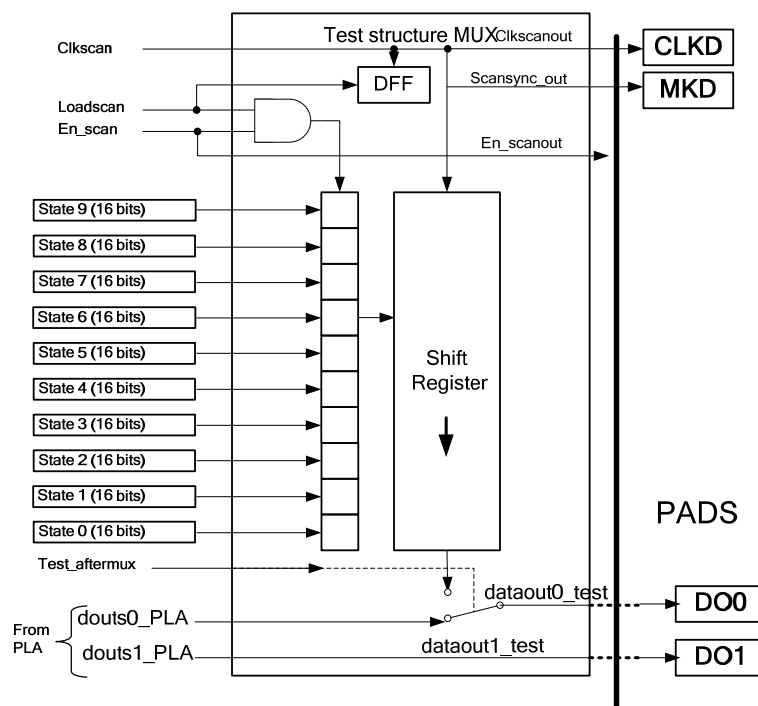 Test structure MUX
Clkscan
Clkscanout
CLKD
DFF
Scansync_out
MKD
Loadscan
En_scan
En_scanout
State 9 (16 bits)
State 8 (16 bits)
State 7 (16 bits)
State 6 (16 bits)
State 5 (16 bits)
State 4 (16 bits)
State 3 (16 bits)
State 2 (16 bits)
State 1 (16 bits)
State 0 (16 bits)
Shift
Register
PADS
Test_aftermux
dataout0_test
DO0
From
PLA
douts0_PLA
douts1_PLA
dataout1_test
DO1